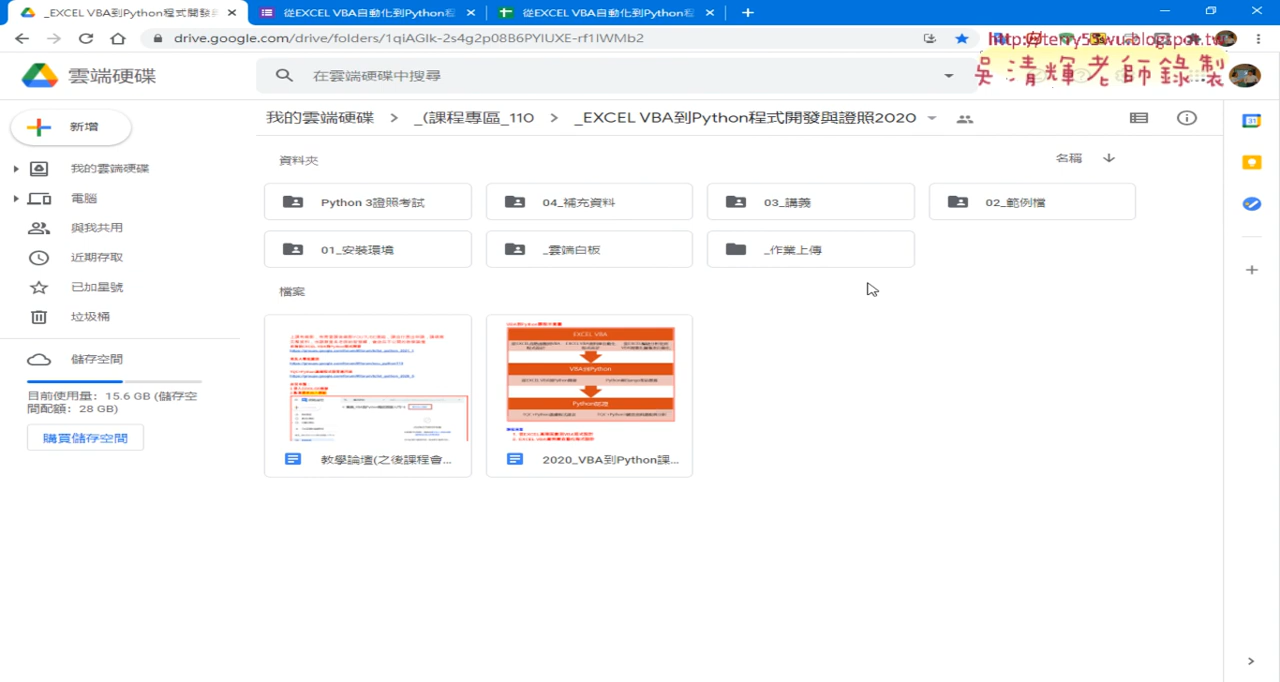 _EXCEL VBA到Python程式開發
從EXCEL VBA自動化到Python程
從EXCEL VBA自動化到Python程
drive.google.com/drive/folders/1qiAGIk-2s4g2p08B6PYIUXE-rf1IWMb2
http://terry55wu.blogspot.tw
吳清輝老師錄製
雲端硬碟
在雲端硬碟中搜尋
新增
我的雲端硬碟
電腦
與我共用
近期存取
已加星號
垃圾桶
儲存空間
目前使用量: 15.6 GB (儲存空
間配額: 28 GB)
購買儲存空間
我的雲端硬碟 > _(課程專區_110 > _EXCEL VBA到Python程式開發與證照2020
資料夾
名稱
Python 3證照考試
04_補充資料
03_講義
02_範例檔
01_安裝環境
_雲端白板
_作業上傳
檔案
EXCEL VBA
VBA到Python
Python認證
教學論壇(之後課程會...
2020_VBA到Python課...
31